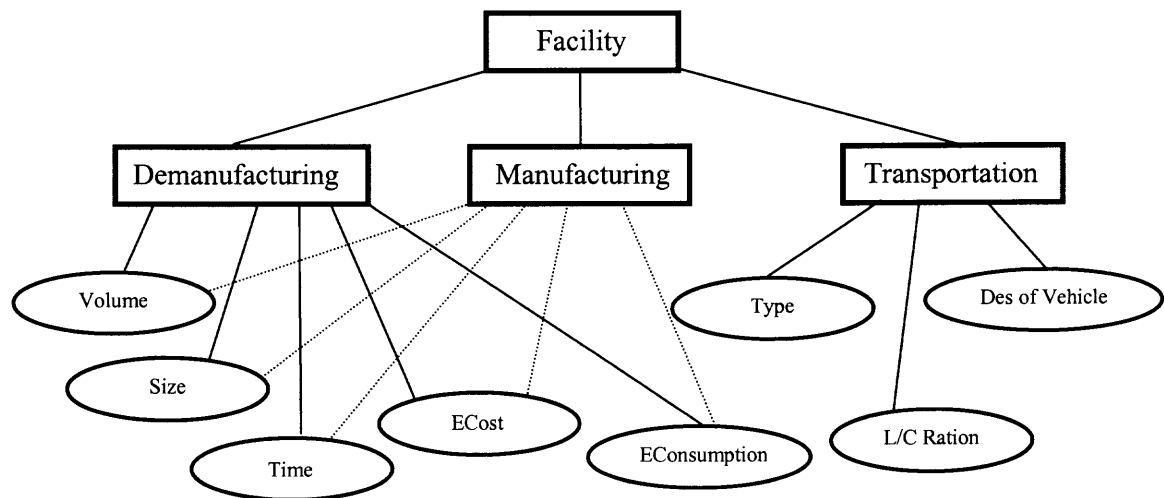 Facility
Demanufacturing
Manufacturing
Transportation
Volume
Type
Des of Vehicle
Size
ECost
L/C Ration
Time
EConsumption